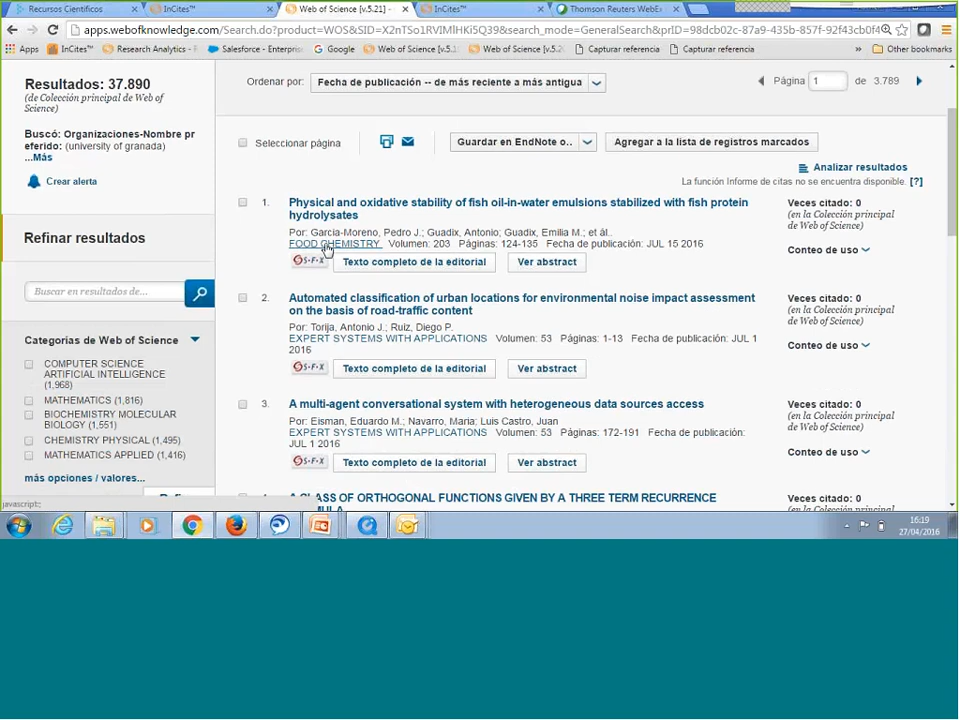 Recursos Científicos
InCites™
Web of Science [v.5.21] -
InCites™
Thomson Reuters WebEx
apps.webofknowledge.com/Search.do?product=WOS&SID=X2nTSo1RVIMlHKi5Q39&search_mode=GeneralSearch&prID=98dcb02c-87a9-435b-857f-92f43cb0f4
Apps
InCites™
Research Analytics -
Salesforce - Enterpris
Google
Web of Science [v.5.
Web of Science [v.5.2
Capturar referencia
Capturar referencia
»
Other bookmarks
Resultados: 37.890
(de Colección principal de Web of
Science)
Buscó: Organizaciones-Nombre pr
eferido: (university of granada)
...Más
Crear alerta
Refinar resultados
Buscar en resultados de...
Categorías de Web of Science
COMPUTER SCIENCE
ARTIFICIAL INTELLIGENCE
(1,968)
MATHEMATICS (1,816)
BIOCHEMISTRY MOLECULAR
BIOLOGY (1,551)
CHEMISTRY PHYSICAL (1,495)
MATHEMATICS APPLIED (1,416)
más opciones / valores...
javascript:;
Ordenar por:
Fecha de publicación -- de más reciente a más antigua
Página 1 de 3.789
Seleccionar página
Guardar en EndNote o..
Agregar a la lista de registros marcados
Analizar resultados
La función Informe de citas no se encuentra disponible. [?]
1. Physical and oxidative stability of fish oil-in-water emulsions stabilized with fish protein
hydrolysates
Por: Garcia-Moreno, Pedro J.; Guadix, Antonio; Guadix, Emilia M.; et ál..
FOOD CHEMISTRY Volumen: 203 Páginas: 124-135 Fecha de publicación: JUL 15 2016
S·F·X
Texto completo de la editorial
Ver abstract
Veces citado: 0
(en la Colección principal
de Web of Science)
Conteo de uso
2. Automated classification of urban locations for environmental noise impact assessment
on the basis of road-traffic content
Por: Torija, Antonio J.; Ruiz, Diego P.
EXPERT SYSTEMS WITH APPLICATIONS Volumen: 53 Páginas: 1-13 Fecha de publicación: JUL 1
2016
S·F·X
Texto completo de la editorial
Ver abstract
Veces citado: 0
(en la Colección principal
de Web of Science)
Conteo de uso
3. A multi-agent conversational system with heterogeneous data sources access
Por: Eisman, Eduardo M.; Navarro, Maria; Luis Castro, Juan
EXPERT SYSTEMS WITH APPLICATIONS Volumen: 53 Páginas: 172-191 Fecha de publicación:
JUL 1 2016
S·F·X
Texto completo de la editorial
Ver abstract
Veces citado: 0
(en la Colección principal
de Web of Science)
Conteo de uso
A CLASS OF ORTHOGONAL FUNCTIONS GIVEN BY A THREE TERM RECURRENCE
Veces citado: 0
16:19
27/04/2016